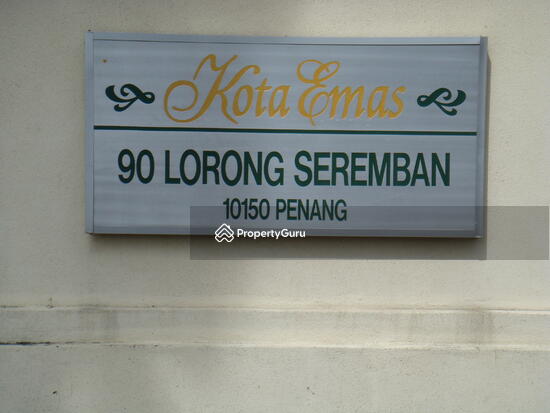 Kota Emas
90 LORONG SEREMBAN
10150 PENANG
PropertyGuru